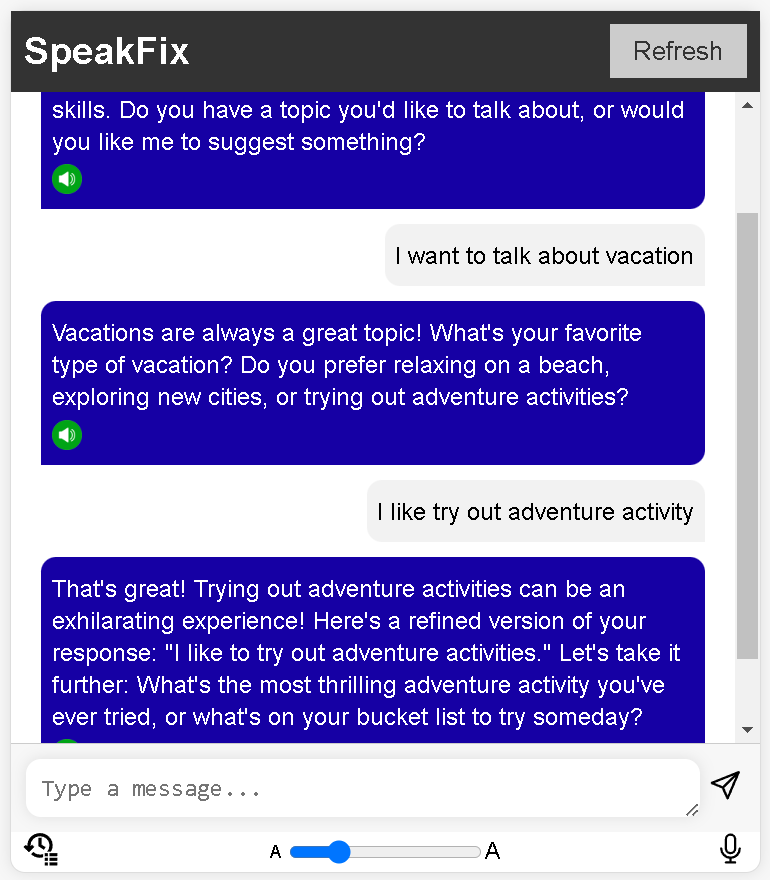 SpeakFix
Refresh
skills. Do you have a topic you'd like to talk about, or would
you like me to suggest something?
I want to talk about vacation
Vacations are always a great topic! What's your favorite
type of vacation? Do you prefer relaxing on a beach,
exploring new cities, or trying out adventure activities?
I like try out adventure activity
That's great! Trying out adventure activities can be an
exhilarating experience! Here's a refined version of your
response: "I like to try out adventure activities." Let's take it
further: What's the most thrilling adventure activity you've
ever tried, or what's on your bucket list to try someday?
Type a message...
A A